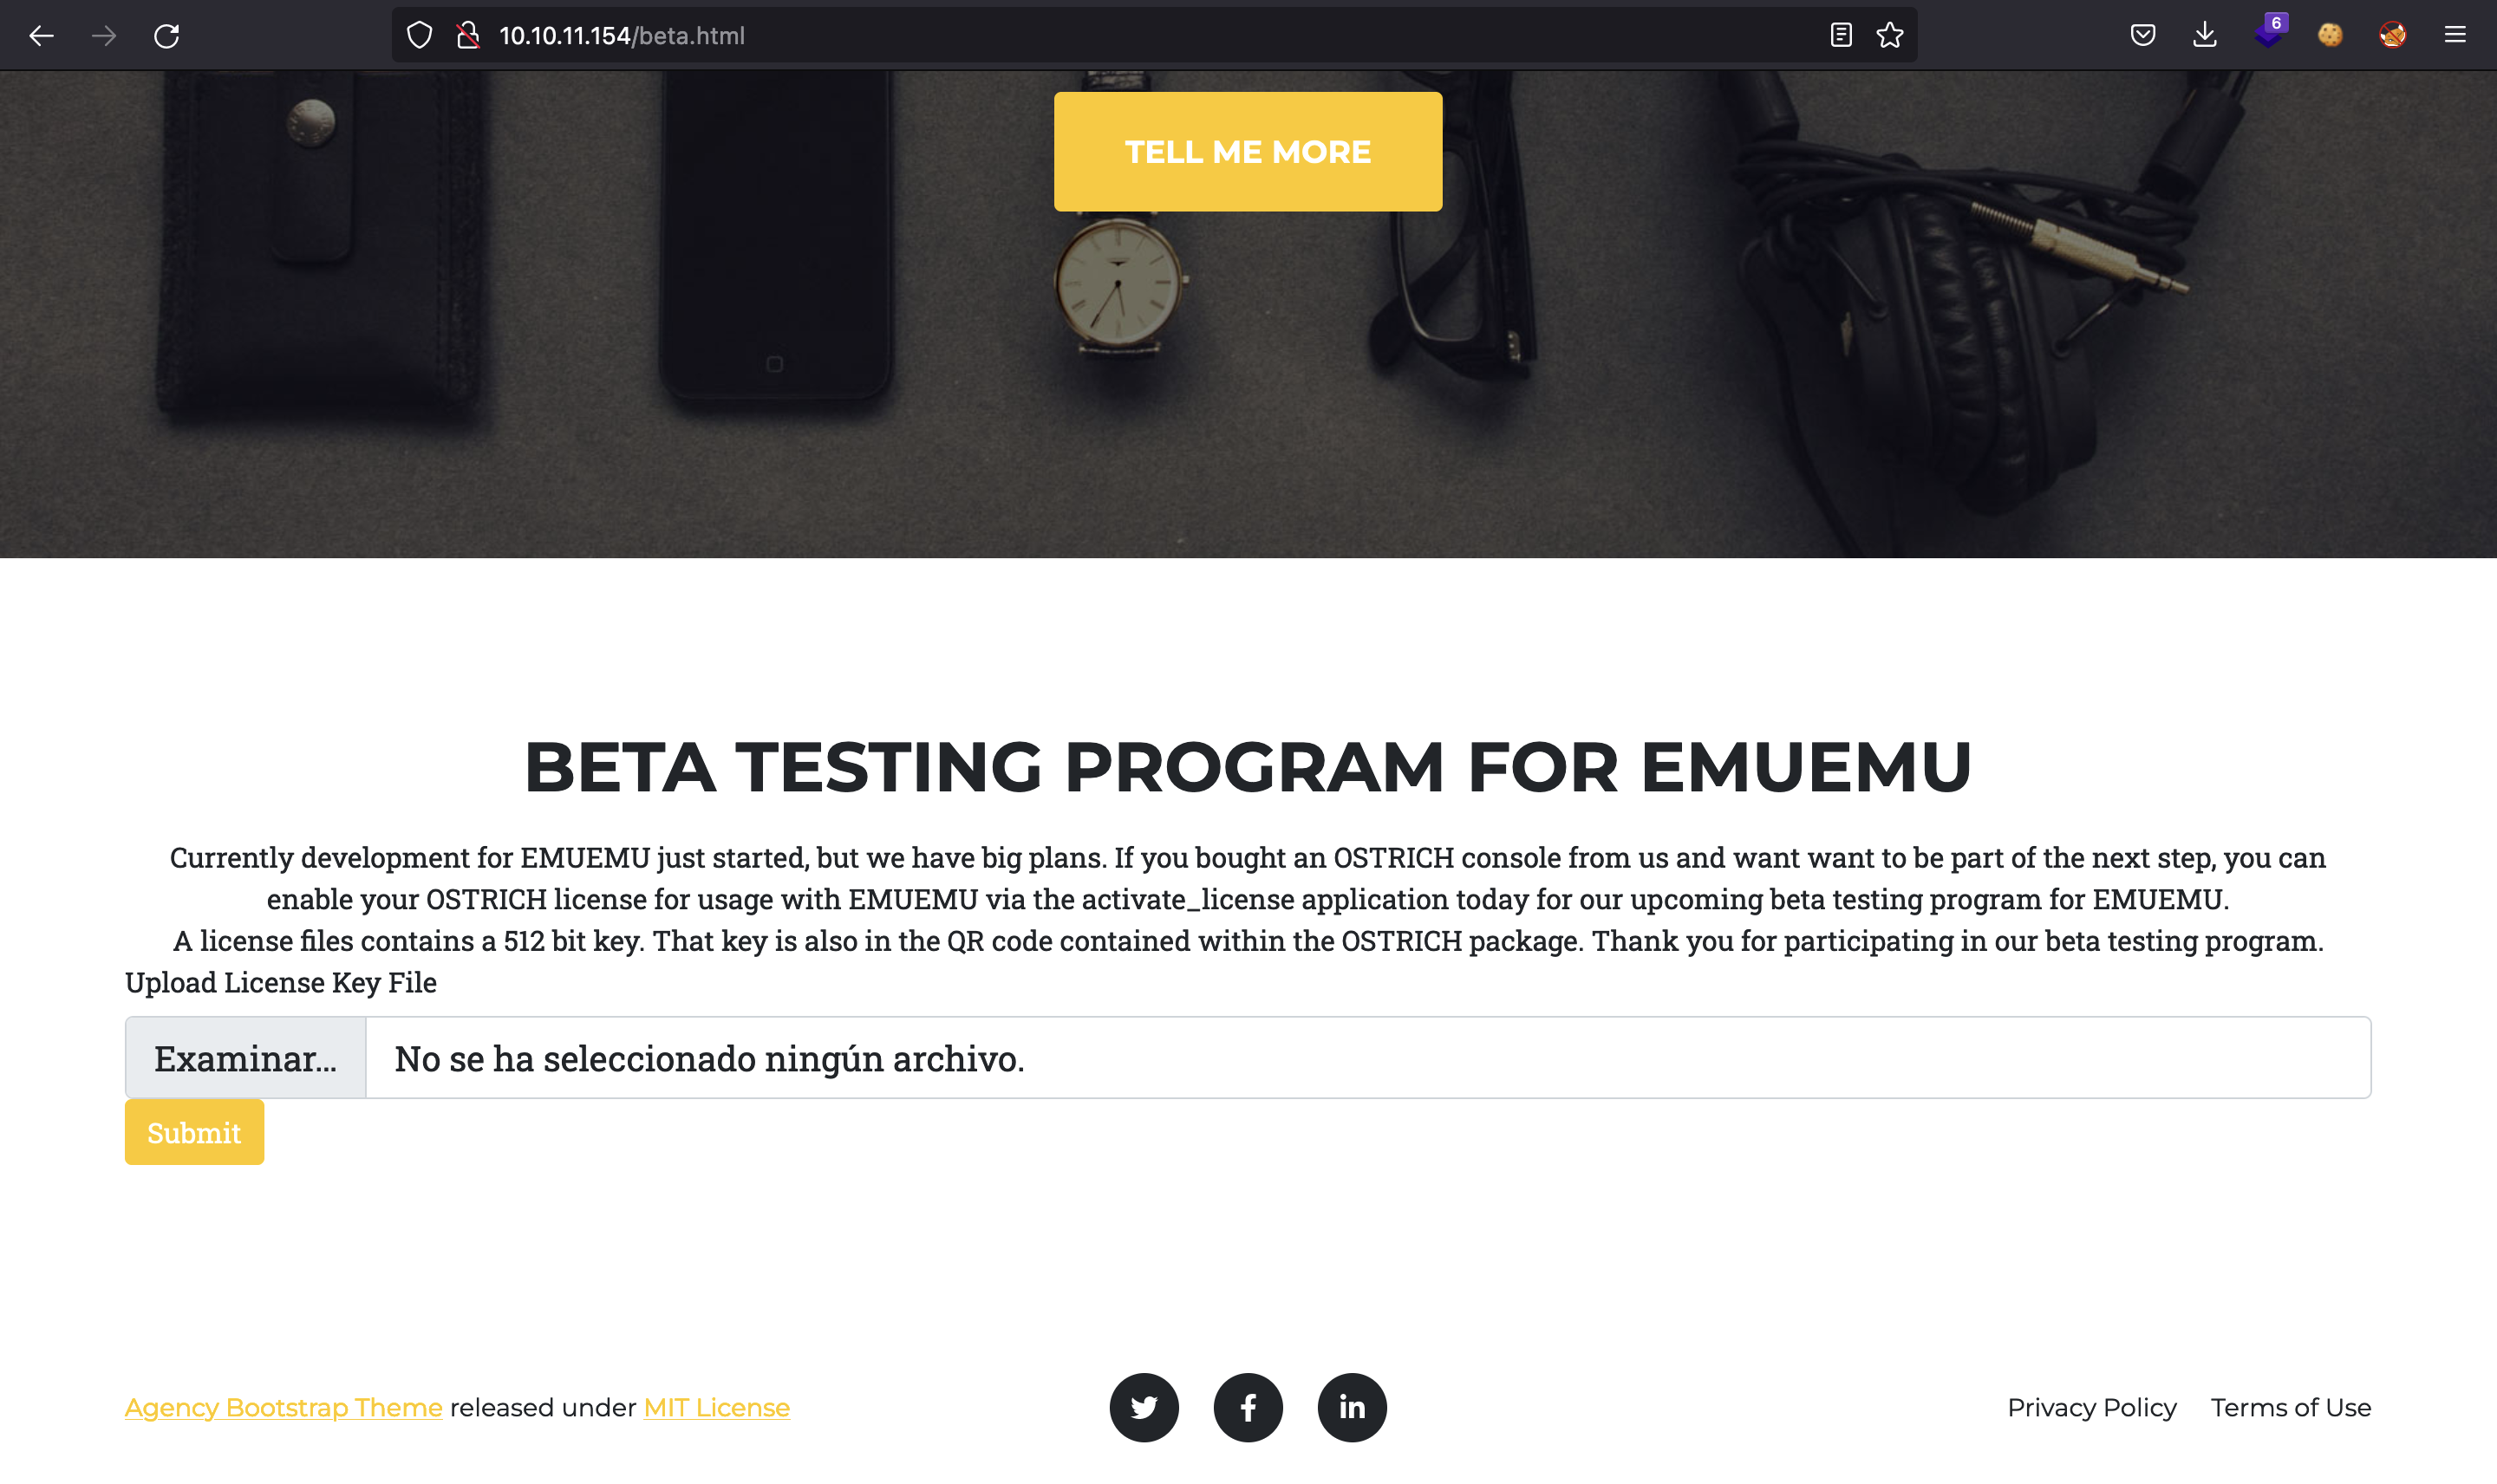 10.10.11.154/beta.html
6
TELL ME MORE
BETA TESTING PROGRAM FOR EMUEMU
Currently development for EMUEMU just started, but we have big plans. If you bought an OSTRICH console from us and want want to be part of the next step, you can
enable your OSTRICH license for usage with EMUEMU via the activate_license application today for our upcoming beta testing program for EMUEMU.
A license files contains a 512 bit key. That key is also in the QR code contained within the OSTRICH package. Thank you for participating in our beta testing program.
Upload License Key File
Examinar... No se ha seleccionado ningún archivo.
Submit
Agency Bootstrap Theme released under MIT License
Privacy Policy Terms of Use